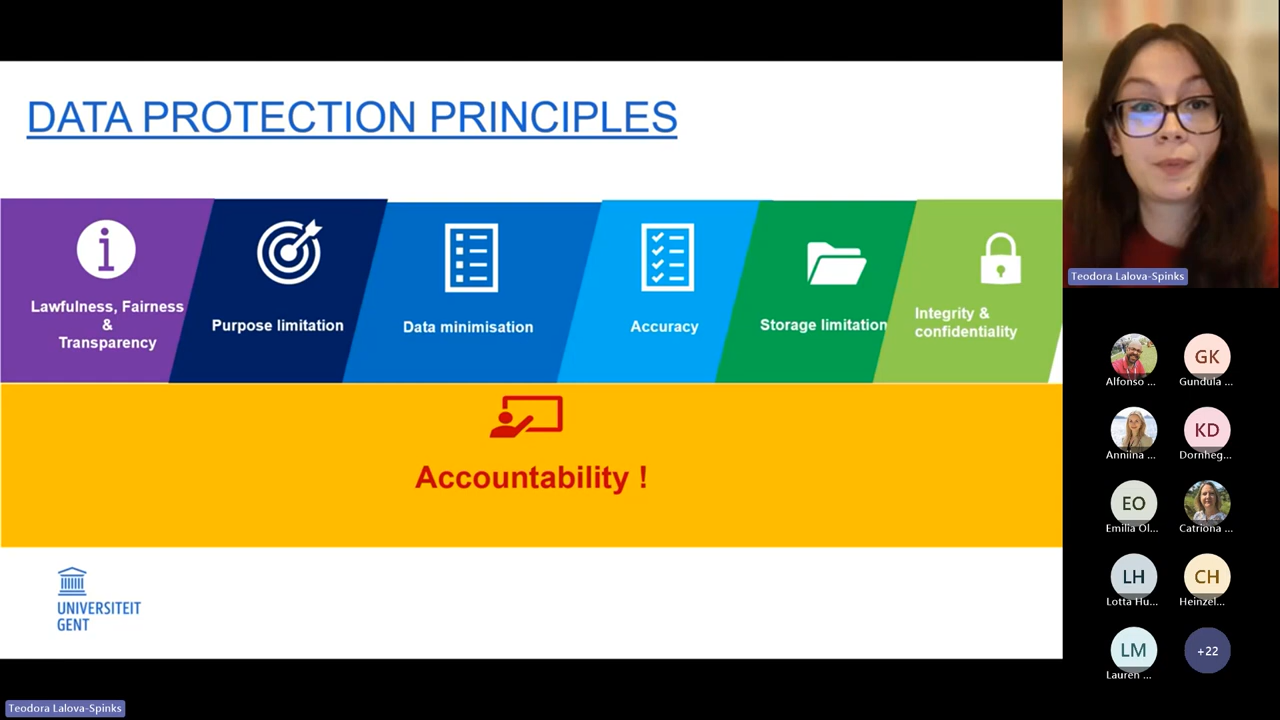 DATA PROTECTION PRINCIPLES
Lawfulness, Fairness
&
Transparency
Purpose limitation
Data minimisation
Accuracy
Storage limitation
Integrity &
confidentiality
Accountability !
UNIVERSITEIT
GENT
Teodora Lalova-Spinks
Teodora Lalova-Spinks
Alfonso ...
GK
Gundula ...
Anniina ...
KD
Dornheg...
EO
Emilia Ol...
Catriona ...
LH
Lotta Hu...
CH
Heinzel...
LM
Lauren ...
+22